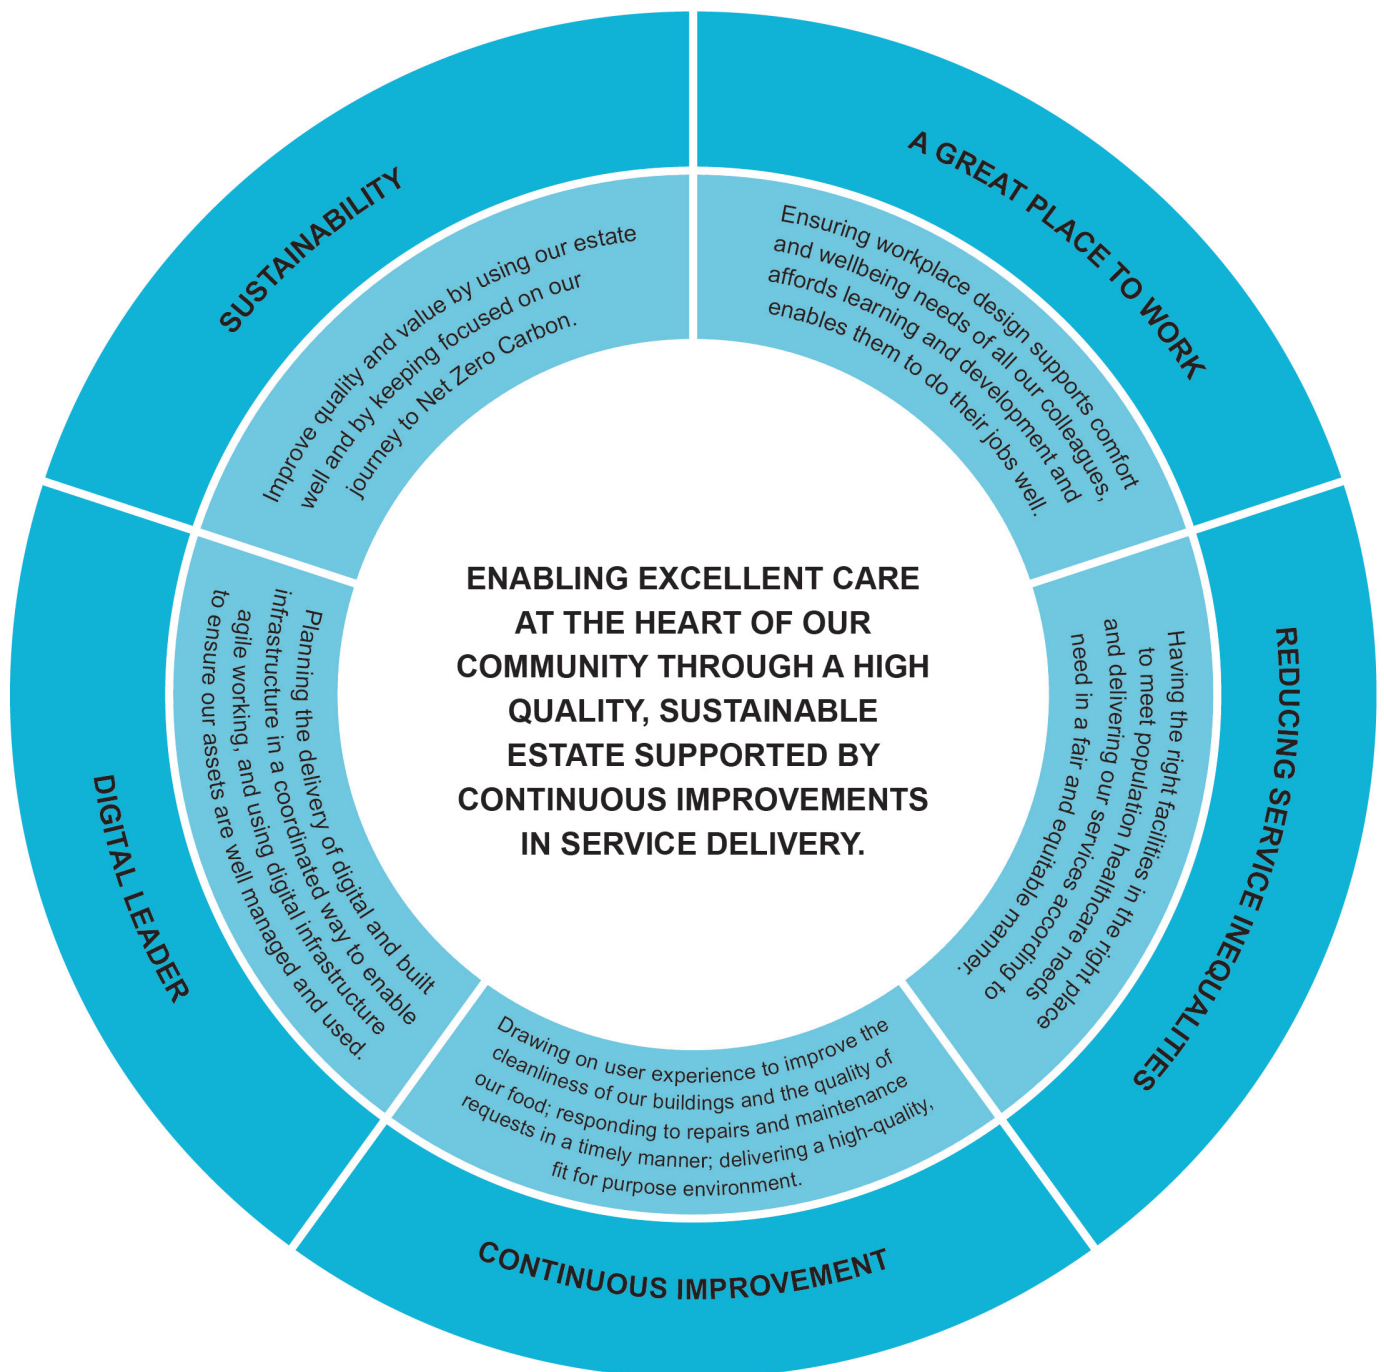 SUSTAINABILITY
Improve quality and value by using our estate
well and by keeping focused on our
journey to Net Zero Carbon.
A GREAT PLACE TO WORK
Ensuring workplace design supports comfort
and wellbeing needs of all our colleagues,
affords learning and development and
enables them to do their jobs well.
REDUCING SERVICE INEQUALITIES
Having the right facilities in the right place
to meet population healthcare needs
and delivering our services according to
need in a fair and equitable manner.
CONTINUOUS IMPROVEMENT
Drawing on user experience to improve the
cleanliness of our buildings and the quality of
our food; responding to repairs and maintenance
requests in a timely manner; delivering a high-quality,
fit for purpose environment.
DIGITAL LEADER
Planning the delivery of digital and built
infrastructure in a coordinated way to enable
agile working, and using digital infrastructure
to ensure our assets are well managed and used.
ENABLING EXCELLENT CARE
AT THE HEART OF OUR
COMMUNITY THROUGH A HIGH
QUALITY, SUSTAINABLE
ESTATE SUPPORTED BY
CONTINUOUS IMPROVEMENTS
IN SERVICE DELIVERY.